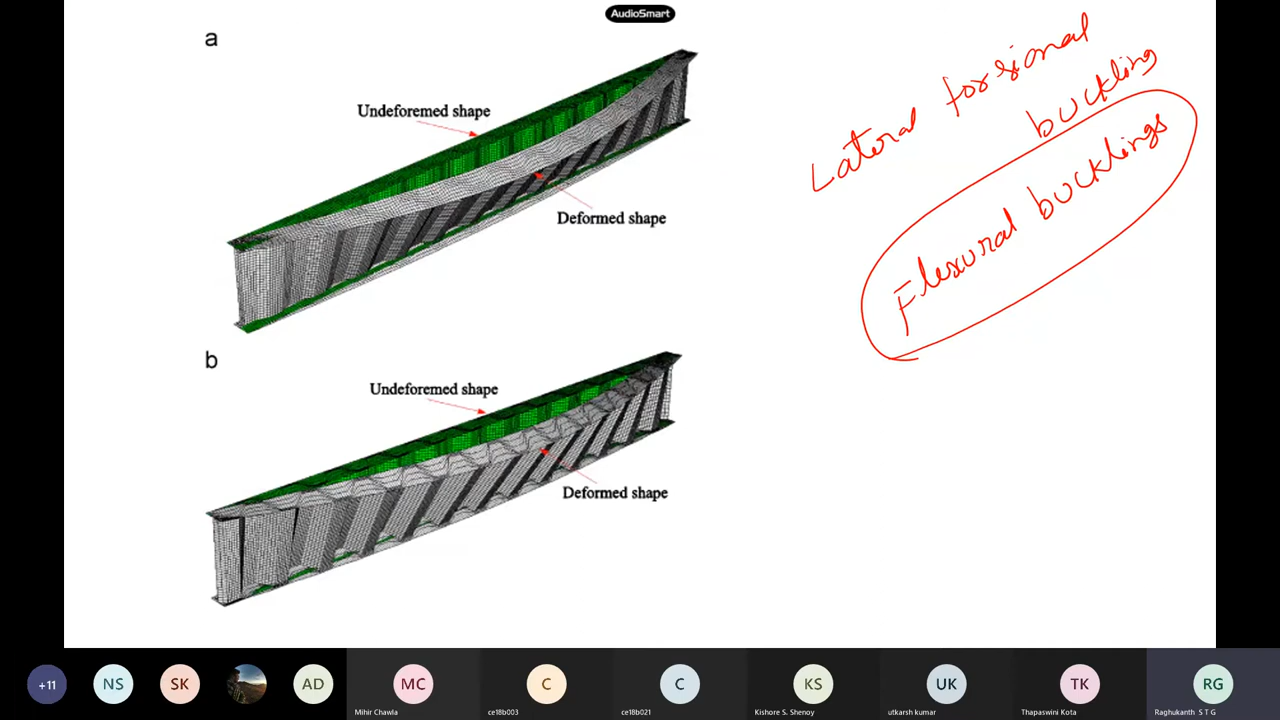 AudioSmart
a
Undeforemed shape
Deformed shape
Lateral torsional
buckling
Flexural bucklings
b
Undeforemed shape
Deformed shape
+11
NS
SK
AD
MC
C
C
KS
UK
TK
RG
Mihir Chawla
ce18b003
ce18b021
Kishore S. Shenoy
utkarsh kumar
Thapaswini Kota
Raghukanth S T G